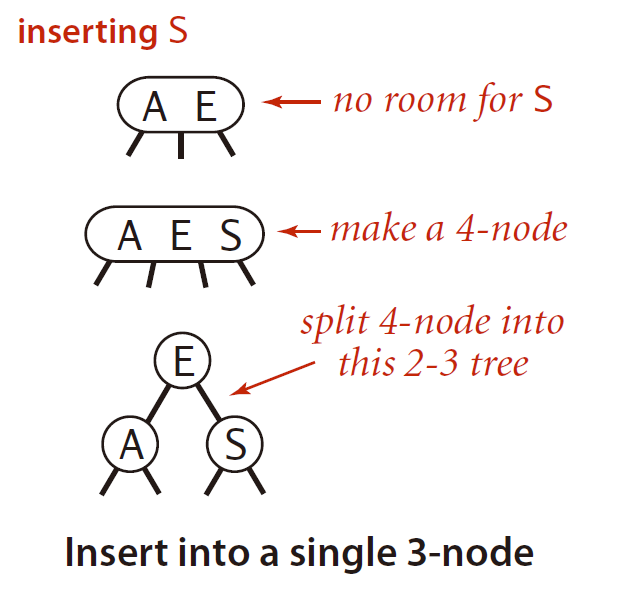 inserting S
A E
no room for S
A E S
make a 4-node
split 4-node into
this 2-3 tree
E
A S
Insert into a single 3-node